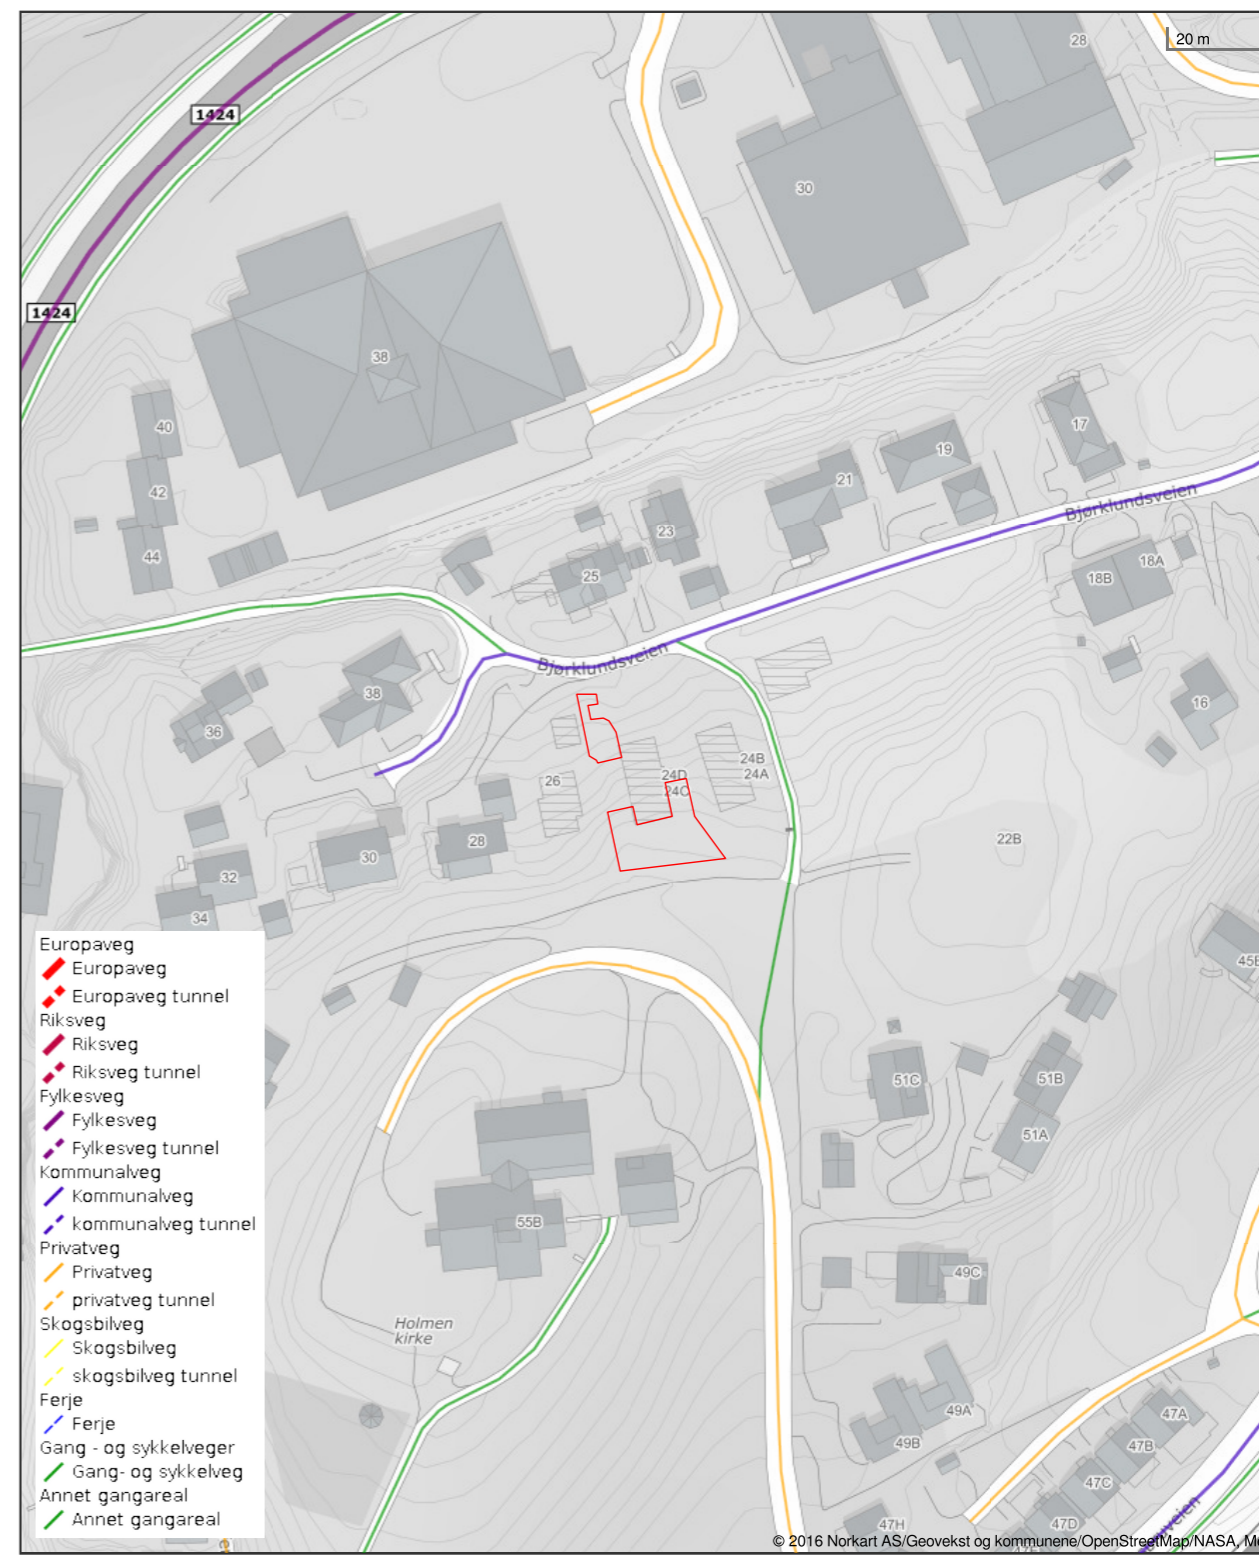 20 m
28
1424
30
1424
38
40
17
19
42
21
Bjørklundsveien
23
44
18A
25
18B
Bjørklundsveien
38
16
36
24B
24D
24A
26
24C
22B
28
30
32
34
Europaveg
Europaveg
Europaveg tunnel
Riksveg
Riksveg
Riksveg tunnel
Fylkesveg
Fylkesveg
Fylkesveg tunnel
Kommunalveg
Kommunalveg
kommunalveg tunnel
Privatveg
Privatveg
privatveg tunnel
Skogsbilveg
Skogsbilveg
skogsbilveg tunnel
Ferje
Ferje
Gang - og sykkelveger
Gang- og sykkelveg
Annet gangareal
Annet gangareal
51C
51B
51A
55B
49C
Holmen
kirke
49A
47A
49B
47B
47C
47H
47D
© 2016 Norkart AS/Geovekst og kommunene/OpenStreetMap/NASA, M